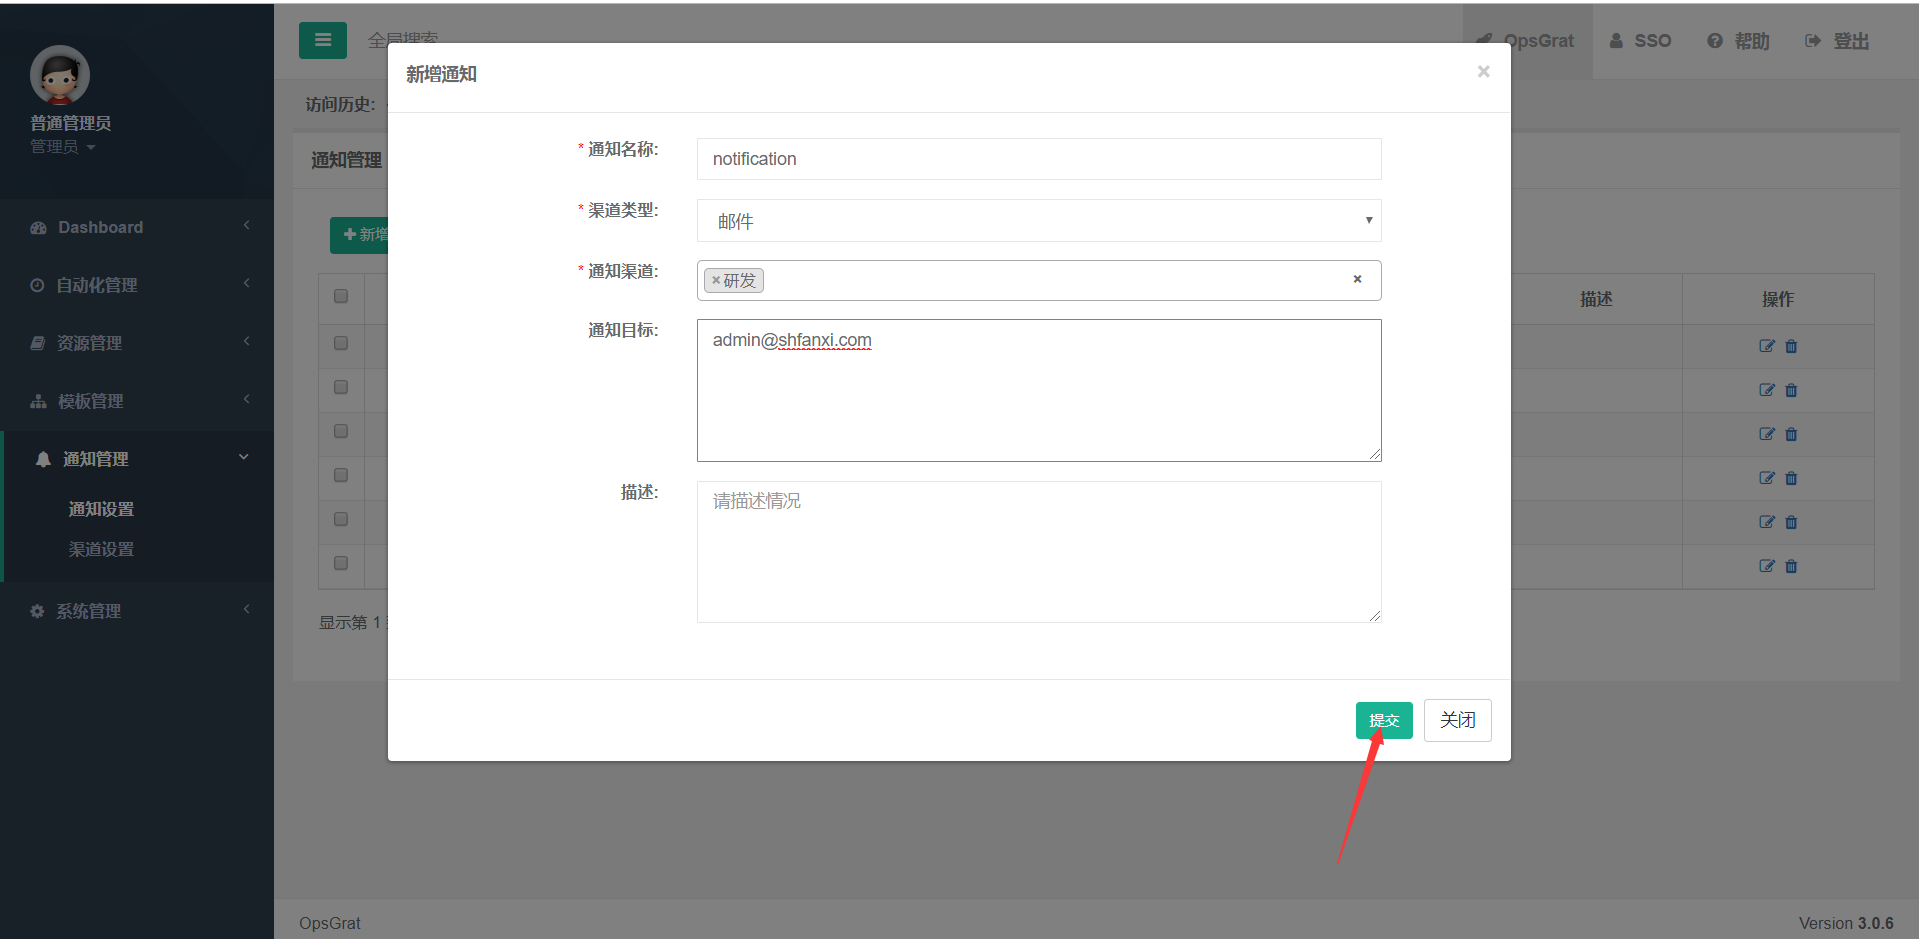 普通管理员
管理员
Dashboard
自动化管理
资源管理
模板管理
通知管理
通知设置
渠道设置
系统管理
全局搜索
OpsGrat
SSO
帮助
登出
访问历史:
通知管理
新增
描述
操作
显示第 1
新增通知
×
* 通知名称:
notification
* 渠道类型:
邮件
* 通知渠道:
×研发
×
通知目标:
admin@shfanxi.com
描述:
请描述情况
提交
关闭
OpsGrat
Version 3.0.6